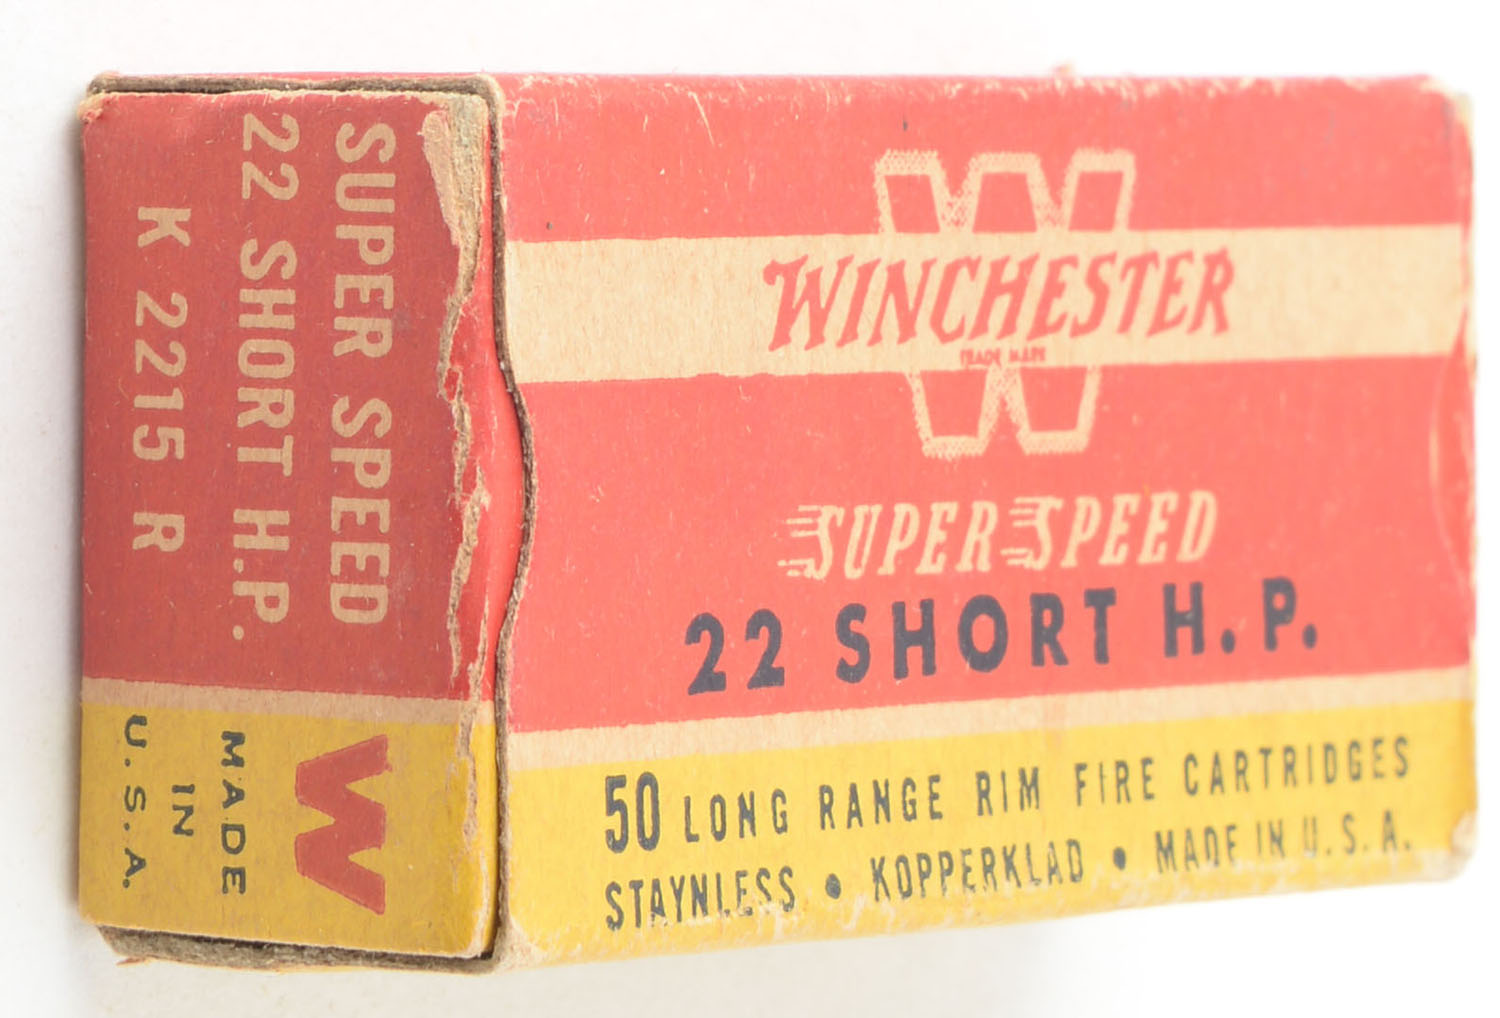 SUPER SPEED
22 SHORT H.P.
K 2215 R
W
MADE
IN
U.S.A.
W
WINCHESTER
TRADE MARK
SUPER SPEED
22 SHORT H. P.
50 LONG RANGE RIM FIRE CARTRIDGES
STAYNLESS • KOPPERKLAD • MADE IN U.S.A.